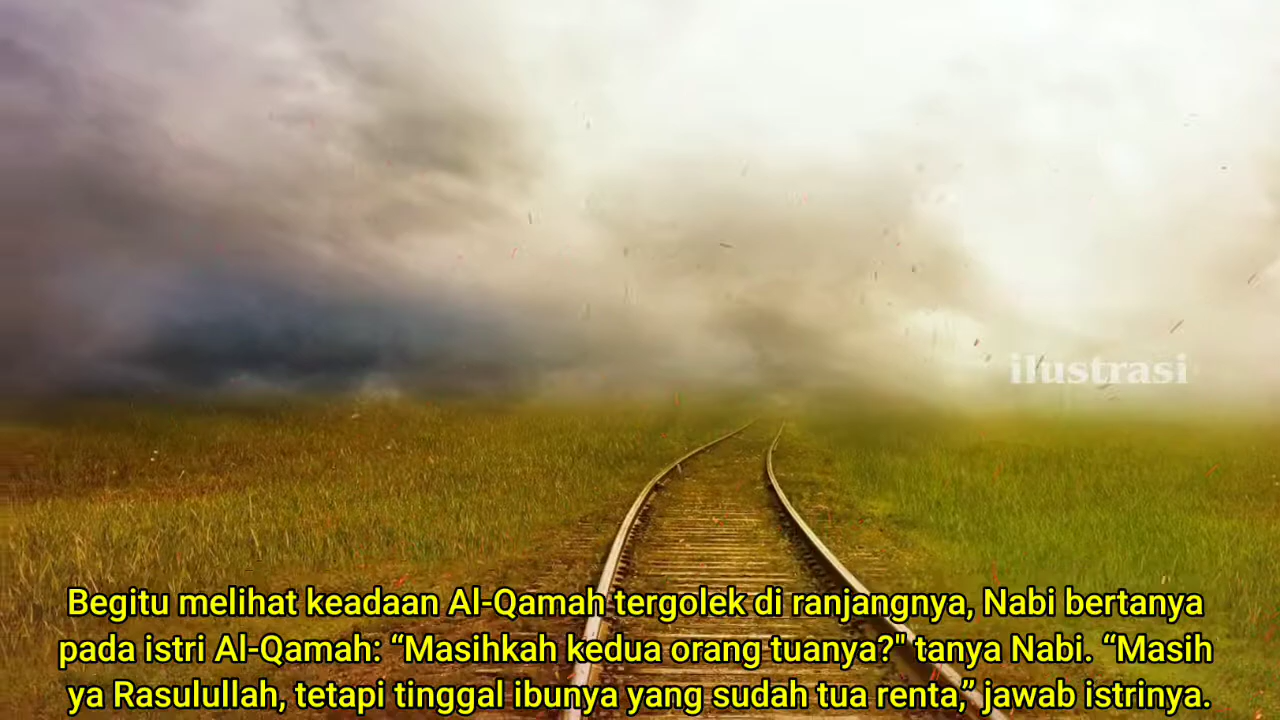 ilustrasi
Begitu melihat keadaan Al-Qamah tergolek di ranjangnya, Nabi bertanya
pada istri Al-Qamah: “Masihkah kedua orang tuanya?" tanya Nabi. “Masih
ya Rasulullah, tetapi tinggal ibunya yang sudah tua renta,” jawab istrinya.